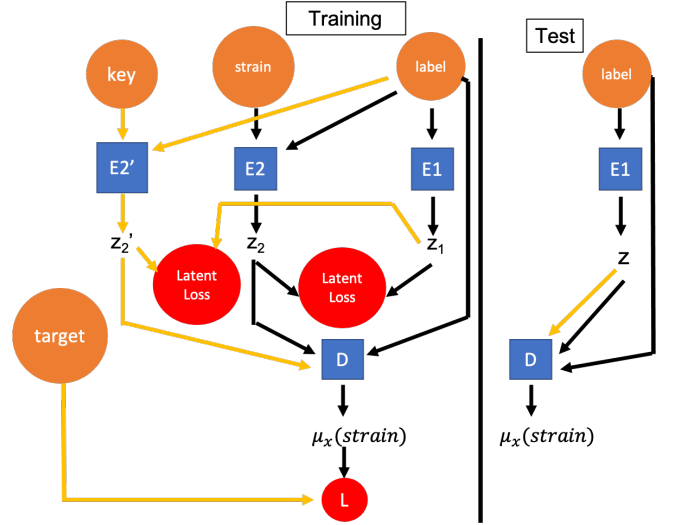 Training
Test
key
strain
label
label
E2’
E2
E1
E1
z₂’
z₂
z₁
z
Latent
Loss
Latent
Loss
target
D
D
μₓ(strain)
μₓ(strain)
L